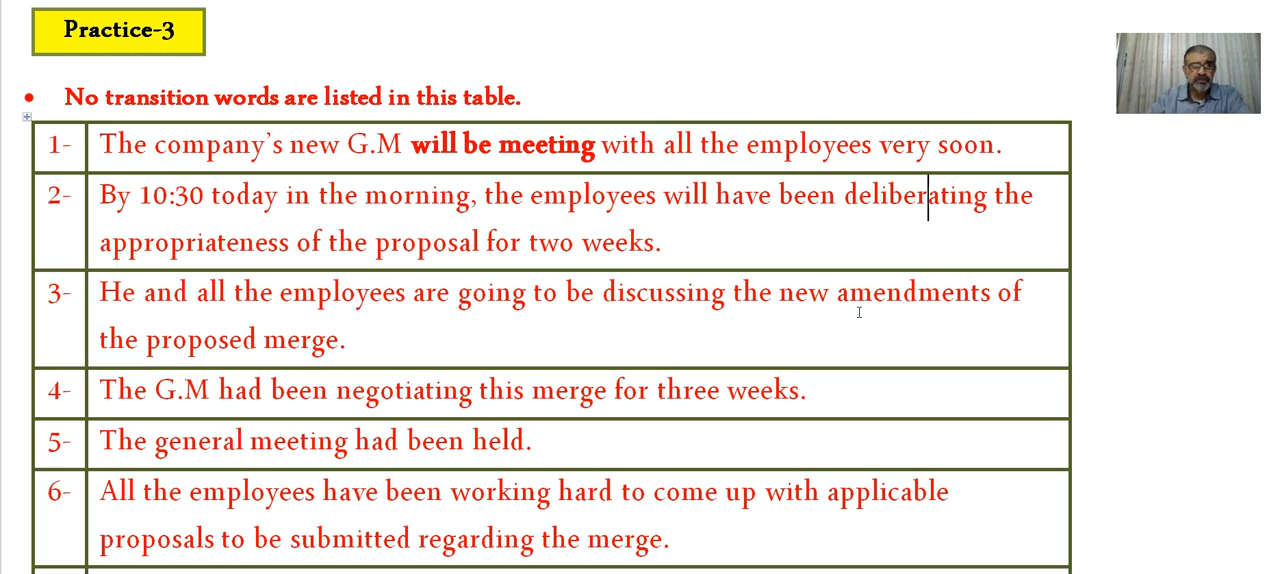 Practice-3
• No transition words are listed in this table.
1- The company's new G.M will be meeting with all the employees very soon.
2- By 10:30 today in the morning, the employees will have been deliberating the
appropriateness of the proposal for two weeks.
3- He and all the employees are going to be discussing the new amendments of
the proposed merge.
4- The G.M had been negotiating this merge for three weeks.
5- The general meeting had been held.
6- All the employees have been working hard to come up with applicable
proposals to be submitted regarding the merge.